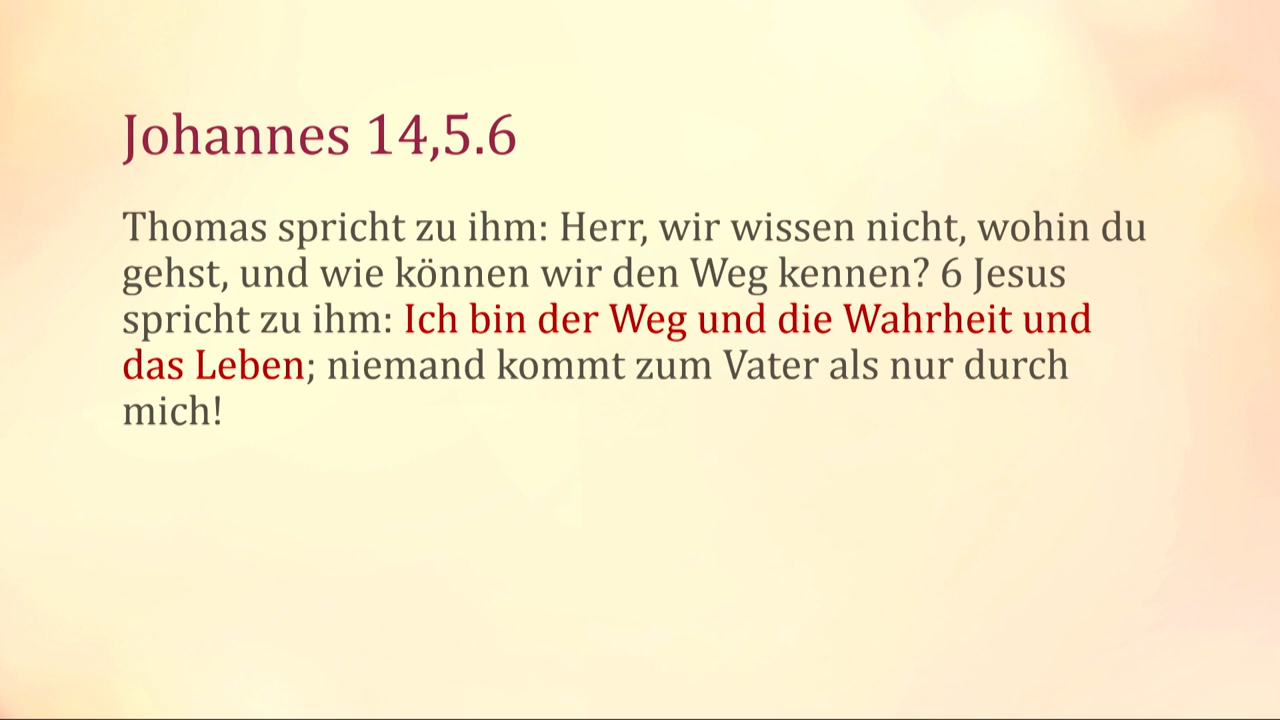 Johannes 14,5.6
Thomas spricht zu ihm: Herr, wir wissen nicht, wohin du
gehst, und wie können wir den Weg kennen? 6 Jesus
spricht zu ihm: Ich bin der Weg und die Wahrheit und
das Leben; niemand kommt zum Vater als nur durch
mich!